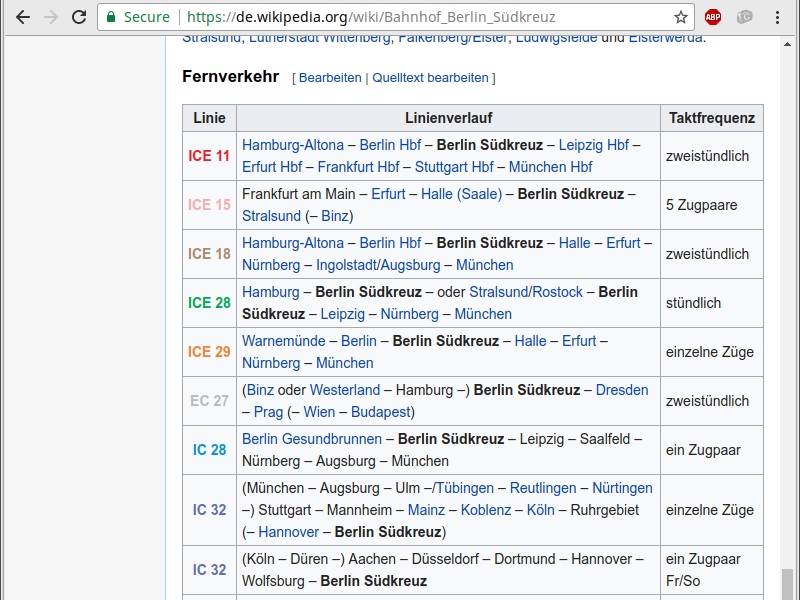 Secure https://de.wikipedia.org/wiki/Bahnhof_Berlin_Südkreuz ABP
Stralsund, Lutherstadt Wittenberg, Falkenberg/Elster, Ludwigsfelde und Elsterwerda.
Fernverkehr [ Bearbeiten | Quelltext bearbeiten ]
Linie Linienverlauf Taktfrequenz
ICE 11 Hamburg-Altona – Berlin Hbf – Berlin Südkreuz – Leipzig Hbf – zweistündlich
Erfurt Hbf – Frankfurt Hbf – Stuttgart Hbf – München Hbf
ICE 15 Frankfurt am Main – Erfurt – Halle (Saale) – Berlin Südkreuz – 5 Zugpaare
Stralsund (– Binz)
ICE 18 Hamburg-Altona – Berlin Hbf – Berlin Südkreuz – Halle – Erfurt – zweistündlich
Nürnberg – Ingolstadt/Augsburg – München
ICE 28 Hamburg – Berlin Südkreuz – oder Stralsund/Rostock – Berlin stündlich
Südkreuz – Leipzig – Nürnberg – München
ICE 29 Warnemünde – Berlin – Berlin Südkreuz – Halle – Erfurt – einzelne Züge
Nürnberg – München
EC 27 (Binz oder Westerland – Hamburg –) Berlin Südkreuz – Dresden zweistündlich
– Prag (– Wien – Budapest)
IC 28 Berlin Gesundbrunnen – Berlin Südkreuz – Leipzig – Saalfeld – ein Zugpaar
Nürnberg – Augsburg – München
IC 32 (München – Augsburg – Ulm –/Tübingen – Reutlingen – Nürtingen einzelne Züge
–) Stuttgart – Mannheim – Mainz – Koblenz – Köln – Ruhrgebiet
(– Hannover – Berlin Südkreuz)
IC 32 (Köln – Düren –) Aachen – Düsseldorf – Dortmund – Hannover – ein Zugpaar
Wolfsburg – Berlin Südkreuz Fr/So